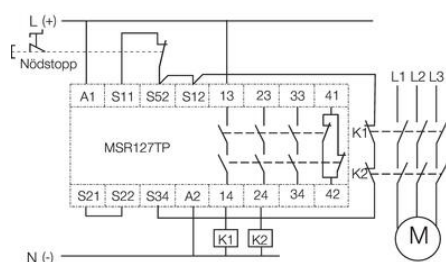 L (+)
Nödstopp
L1 L2 L3
A1 S11 S52 S12 13 23 33 41
K1
MSR127TP
K2
S21 S22 S34 A2 14 24 34 42
K1 K2
M
N (-)